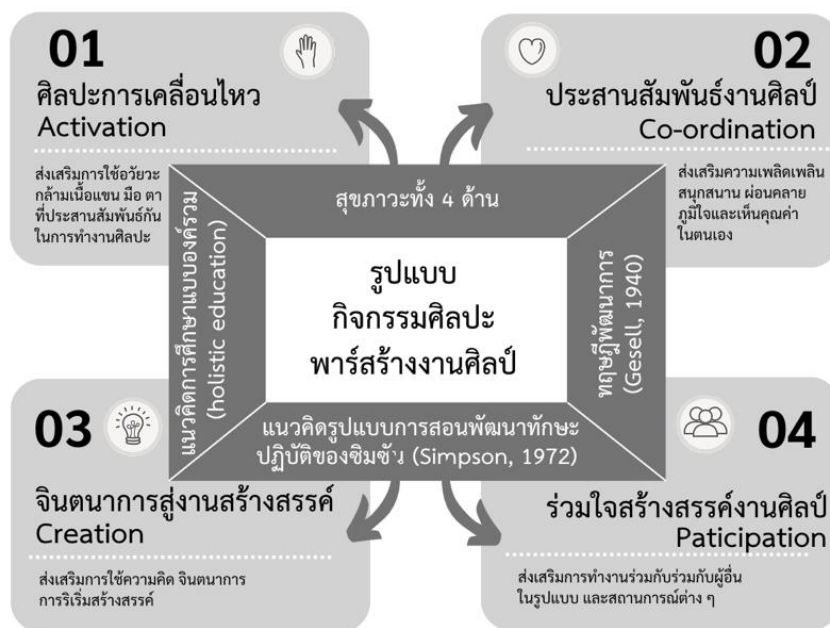 01
ศิลปะการเคลื่อนไหว
Activation
ส่งเสริมการใช้อวัยวะ
กล้ามเนื้อแขน มือ ตา
ที่ประสานสัมพันธ์กัน
ในการทำงานศิลปะ
02
ประสานสัมพันธ์งานศิลป์
Co-ordination
ส่งเสริมความเพลิดเพลิน
สนุกสนาน ผ่อนคลาย
ภูมิใจและเห็นคุณค่า
ในตนเอง
สุขภาวะทั้ง 4 ด้าน
แนวคิดการศึกษาแบบองค์รวม
(holistic education)
รูปแบบ
กิจกรรมศิลปะ
พาร์สร้างงานศิลป์
ทฤษฎีพัฒนาการ
(Gesell, 1940)
แนวคิดรูปแบบการสอนพัฒนาทักษะ
ปฏิบัติของซิมซัน (Simpson, 1972)
03
จินตนาการสู่งานสร้างสรรค์
Creation
ส่งเสริมการใช้ความคิด จินตนาการ
การริเริ่มสร้างสรรค์
04
ร่วมใจสร้างสรรค์งานศิลป์
Paticipation
ส่งเสริมการทำงานร่วมกับร่วมกับผู้อื่น
ในรูปแบบ และสถานการณ์ต่าง ๆ